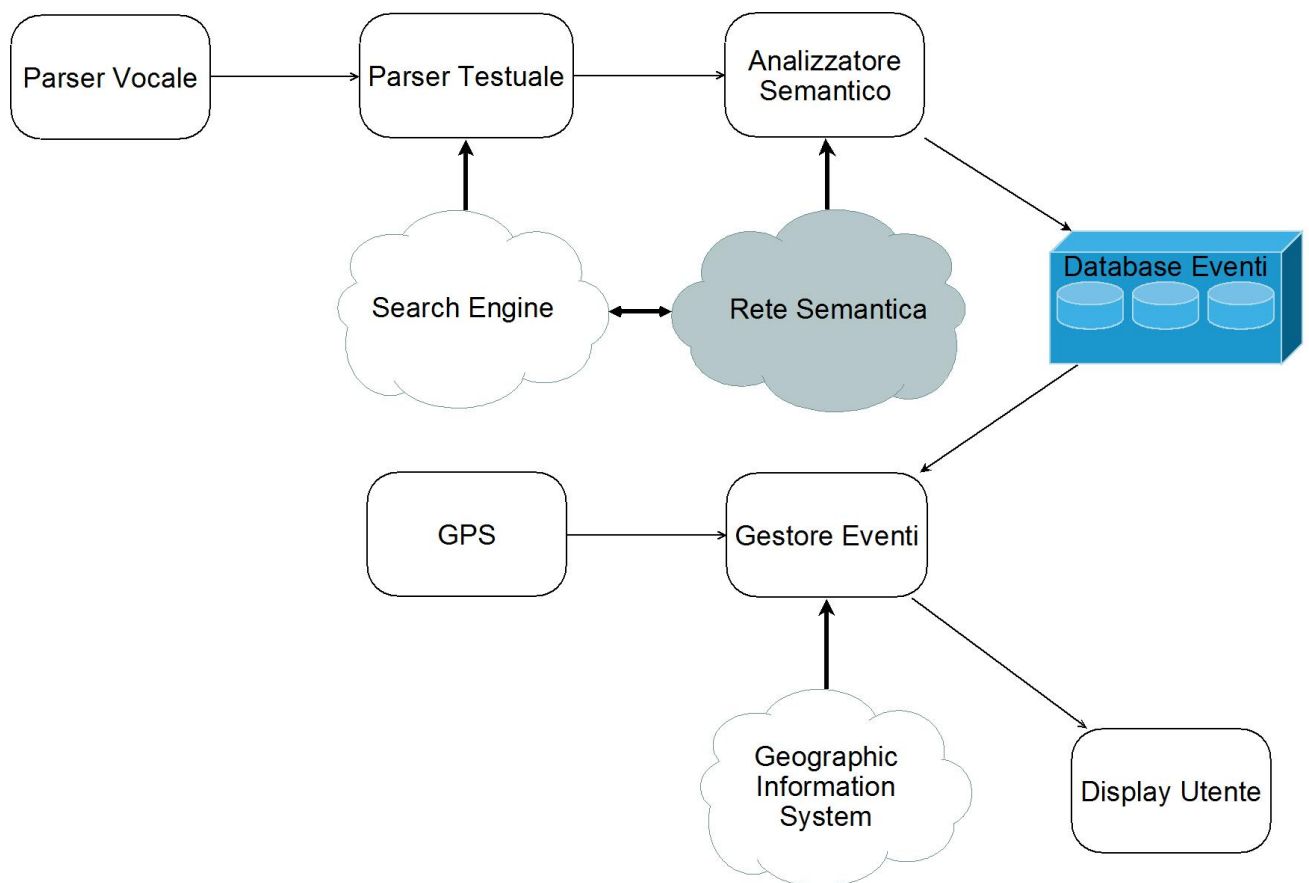 Parser Vocale
Parser Testuale
Analizzatore
Semantico
Search Engine
Rete Semantica
Database Eventi
GPS
Gestore Eventi
Geographic
Information
System
Display Utente